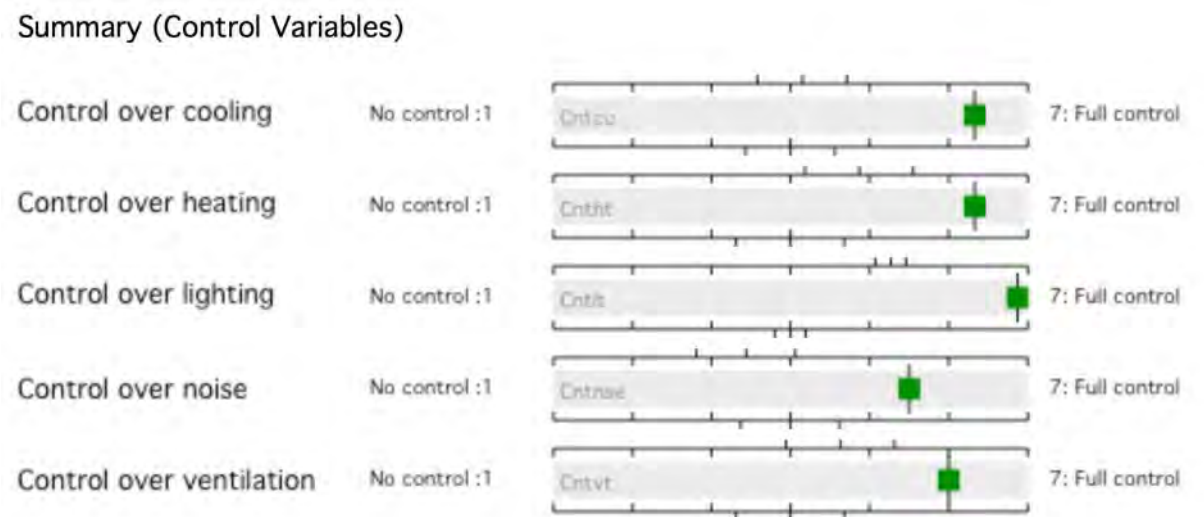 Summary (Control Variables)
Control over cooling No control :1 Cntco 7: Full control
Control over heating No control :1 Cntht 7: Full control
Control over lighting No control :1 Cntlt 7: Full control
Control over noise No control :1 Cntnse 7: Full control
Control over ventilation No control :1 Cntvt 7: Full control